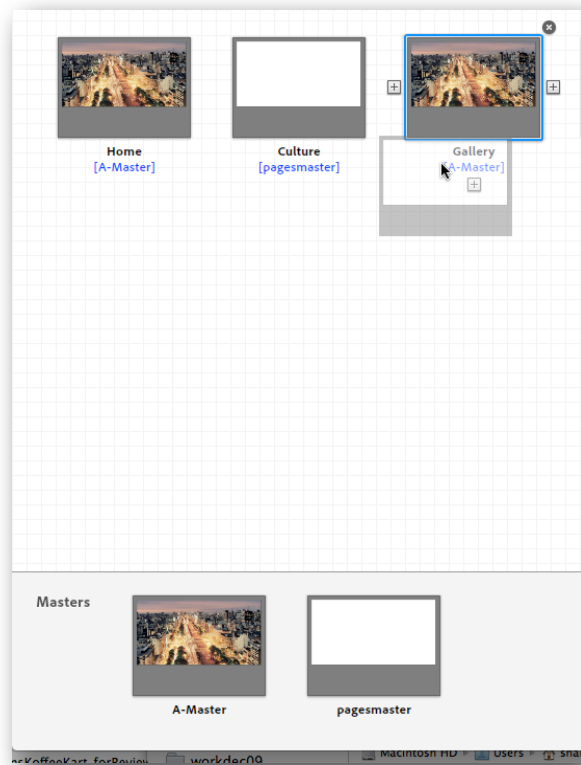 Home
[A-Master]
Culture
[pagesmaster]
Gallery
[A-Master]
Masters
A-Master
pagesmaster
workdec09
Macintosh HD
Users